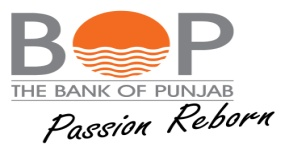 BOP
THE BANK OF PUNJAB
Passion Reborn